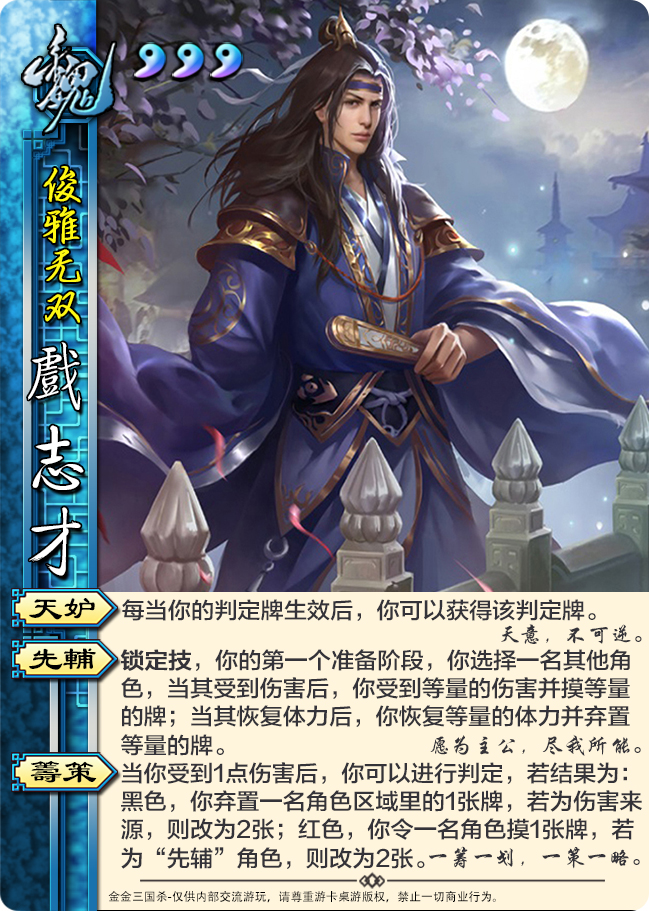 魏
俊雅无双
戲志才
天妒
每当你的判定牌生效后，你可以获得该判定牌。
天意，不可逆。
先輔
锁定技，你的第一个准备阶段，你选择一名其他角
色，当其受到伤害后，你受到等量的伤害并摸等量
的牌；当其恢复体力后，你恢复等量的体力并弃置
等量的牌。
愿为主公，尽我所能。
籌策
当你受到1点伤害后，你可以进行判定，若结果为：
黑色，你弃置一名角色区域里的1张牌，若为伤害来
源，则改为2张；红色，你令一名角色摸1张牌，若
为“先辅”角色，则改为2张。一筹一划，一策一略。
金金三国杀-仅供内部交流游玩，请尊重游卡桌游版权，禁止一切商业行为。